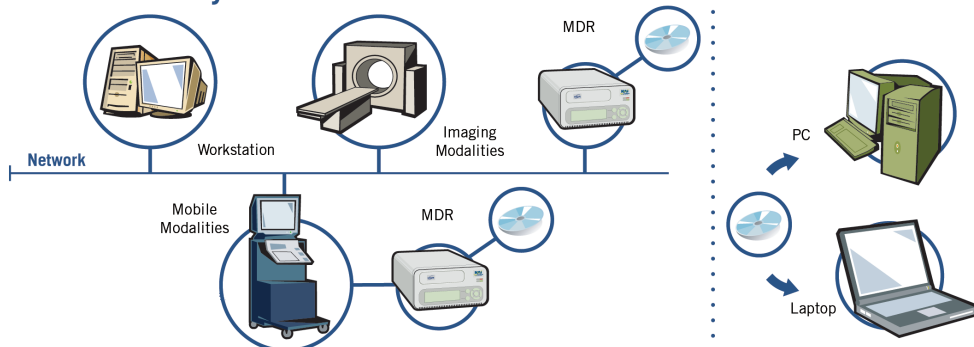 MDR
Workstation
Imaging
Modalities
Network
PC
Mobile
Modalities
MDR
Laptop